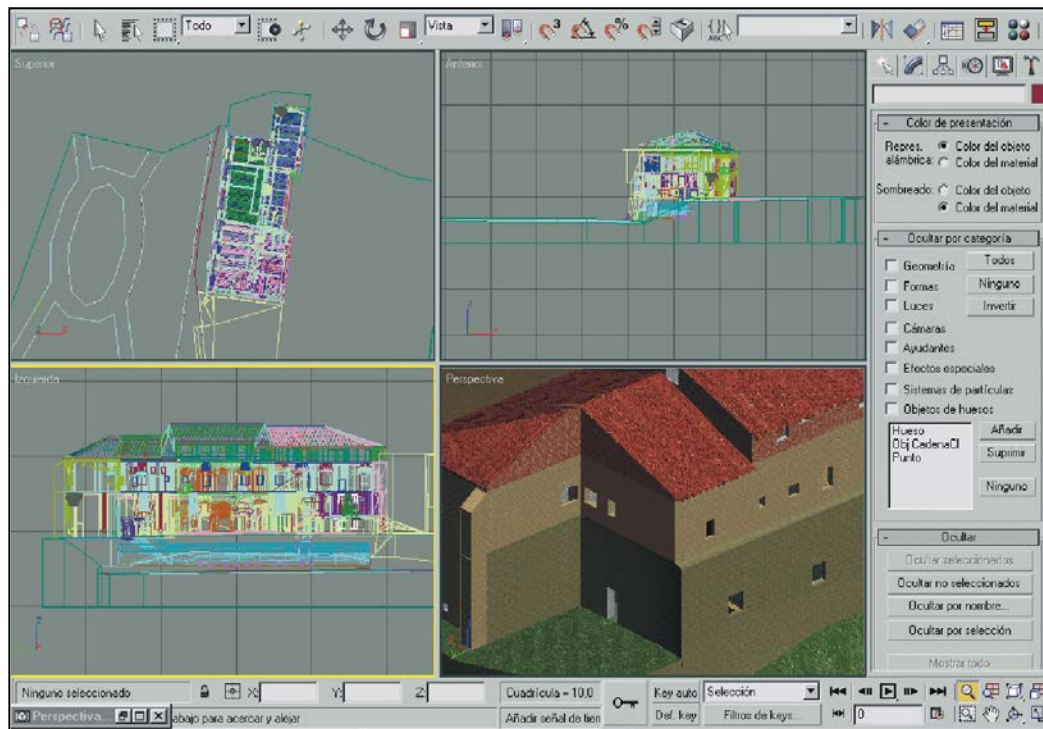 Todo
Vista
ABC
Superior
Anterior
Izquierda
Perspectiva
Color de presentación
Repres. alámbrica:
Color del objeto
Color del material
Sombreado:
Color del objeto
Color del material
Ocultar por categoría
Geometría
Formas
Luces
Cámaras
Ayudantes
Efectos especiales
Sistemas de partículas
Objetos de huesos
Todos
Ninguno
Invertir
Hueso
Obj CadenaCI
Punto
Añadir
Suprimir
Ninguno
Ocultar
Ocultar seleccionados
Ocultar no seleccionados
Ocultar por nombre...
Ocultar por selección
Mostrar todo
Ninguno seleccionado
X:
Y:
Z:
Cuadrícula = 10,0
Key auto
Selección
Perspectiva...
abajo para acercar y alejar
Añadir señal de tien
Def. key
Filtros de keys...
0